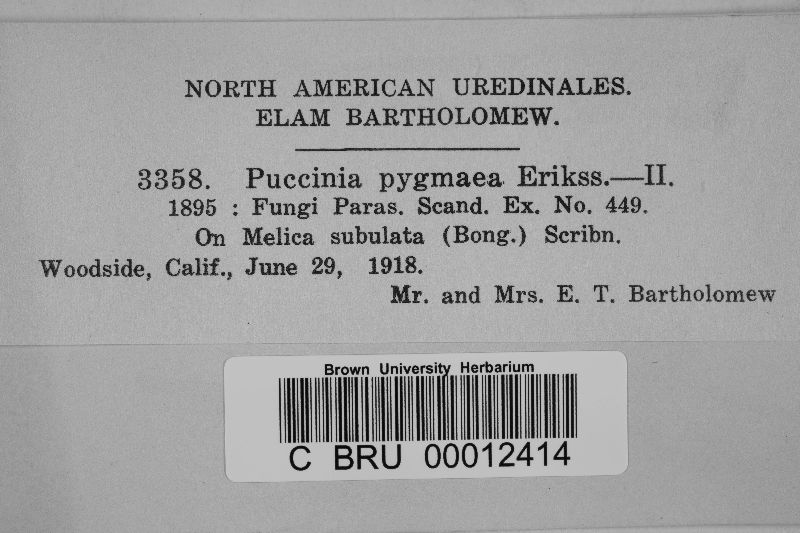 NORTH AMERICAN UREDINALES.
ELAM BARTHOLOMEW.
3358. Puccinia pygmaea Erikss.—II.
1895 : Fungi Paras. Scand. Ex. No. 449.
On Melica subulata (Bong.) Scribn.
Woodside, Calif., June 29, 1918.
Mr. and Mrs. E. T. Bartholomew
Brown University Herbarium
C BRU 00012414